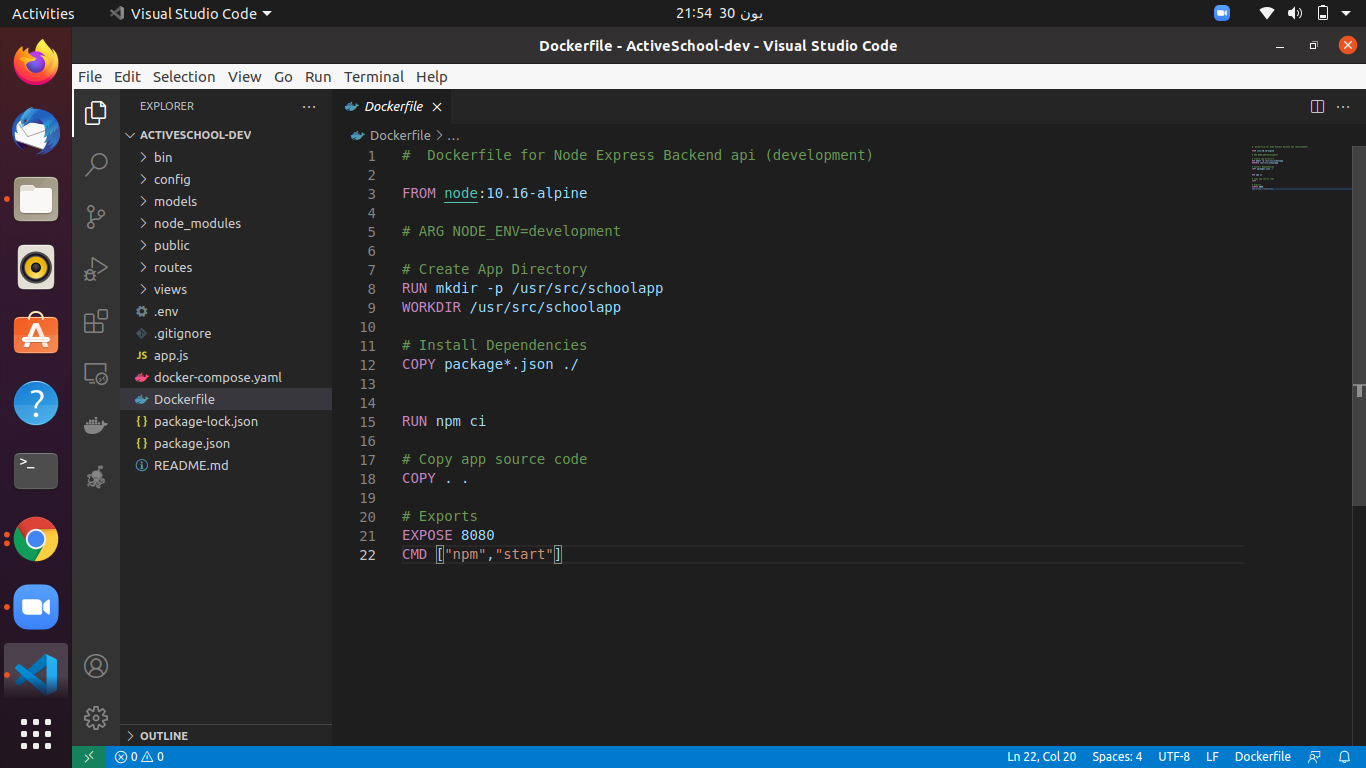 Activities
Visual Studio Code
21:54 30 يون
Dockerfile - ActiveSchool-dev - Visual Studio Code
File Edit Selection View Go Run Terminal Help
EXPLORER
ACTIVESCHOOL-DEV
bin
config
models
node_modules
public
routes
views
.env
.gitignore
JS app.js
docker-compose.yaml
Dockerfile
{} package-lock.json
{} package.json
README.md
OUTLINE
Dockerfile
Dockerfile > ...
1 #  Dockerfile for Node Express Backend api (development)
2
3 FROM node:10.16-alpine
4
5 # ARG NODE_ENV=development
6
7 # Create App Directory
8 RUN mkdir -p /usr/src/schoolapp
9 WORKDIR /usr/src/schoolapp
10
11 # Install Dependencies
12 COPY package*.json ./
13
14
15 RUN npm ci
16
17 # Copy app source code
18 COPY . .
19
20 # Exports
21 EXPOSE 8080
22 CMD ["npm","start"]
0 0
Ln 22, Col 20 Spaces: 4 UTF-8 LF Dockerfile